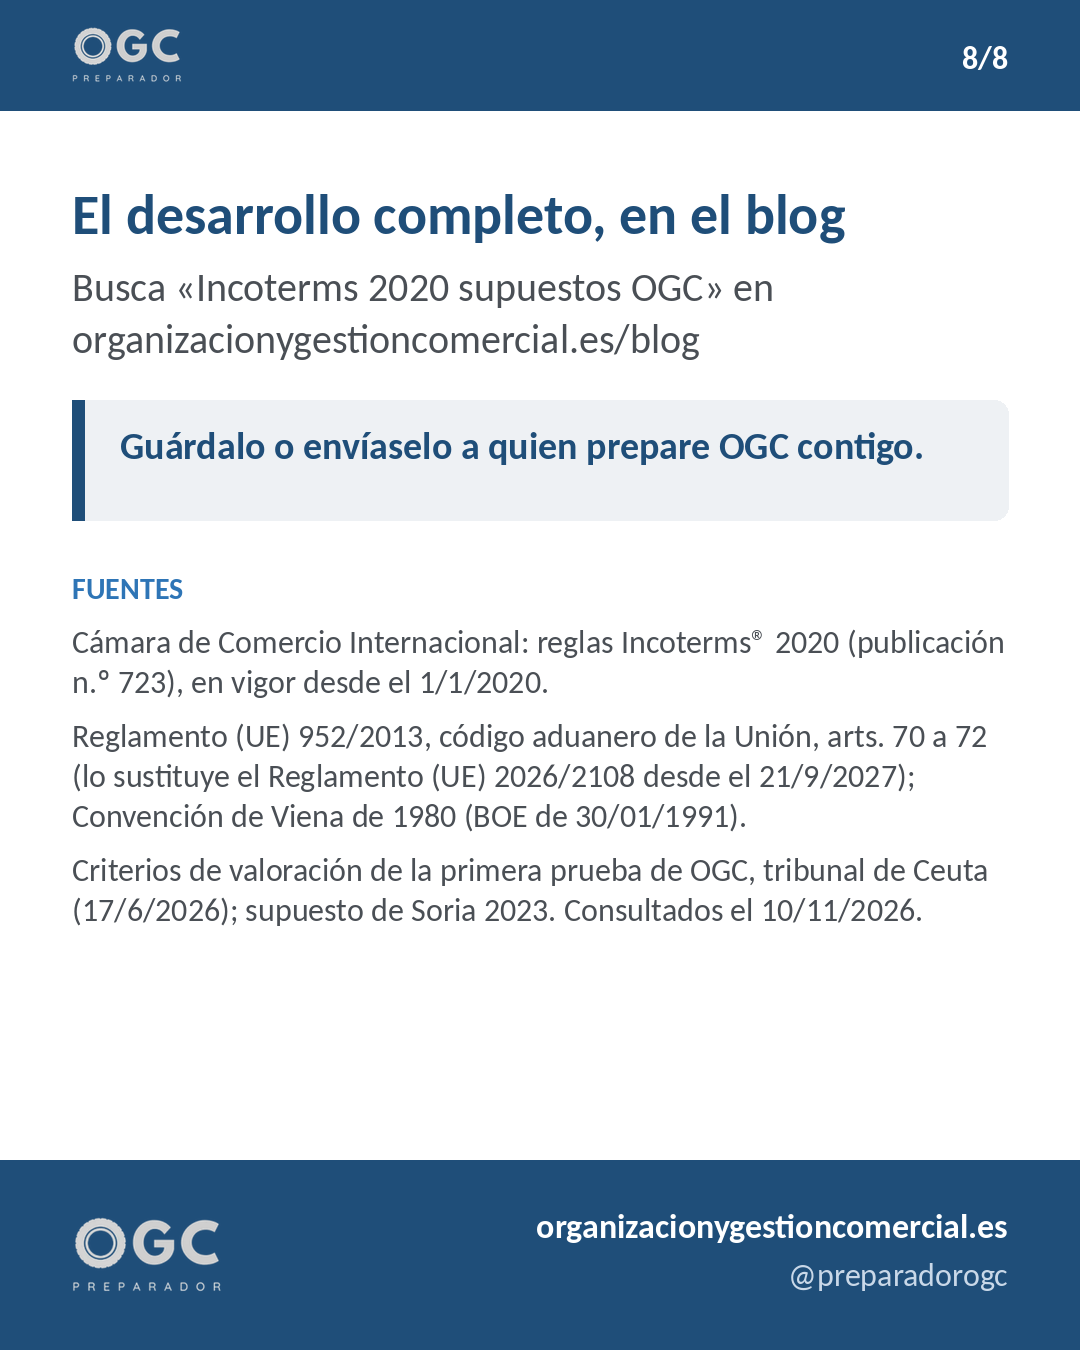 OGC
PREPARADOR
8/8
El desarrollo completo, en el blog
Busca «Incoterms 2020 supuestos OGC» en
organizacionygestioncomercial.es/blog
Guárdalo o envíaselo a quien prepare OGC contigo.
FUENTES
Cámara de Comercio Internacional: reglas Incoterms® 2020 (publicación
n.º 723), en vigor desde el 1/1/2020.
Reglamento (UE) 952/2013, código aduanero de la Unión, arts. 70 a 72
(lo sustituye el Reglamento (UE) 2026/2108 desde el 21/9/2027);
Convención de Viena de 1980 (BOE de 30/01/1991).
Criterios de valoración de la primera prueba de OGC, tribunal de Ceuta
(17/6/2026); supuesto de Soria 2023. Consultados el 10/11/2026.
OGC
PREPARADOR
organizacionygestioncomercial.es
@preparadorogc